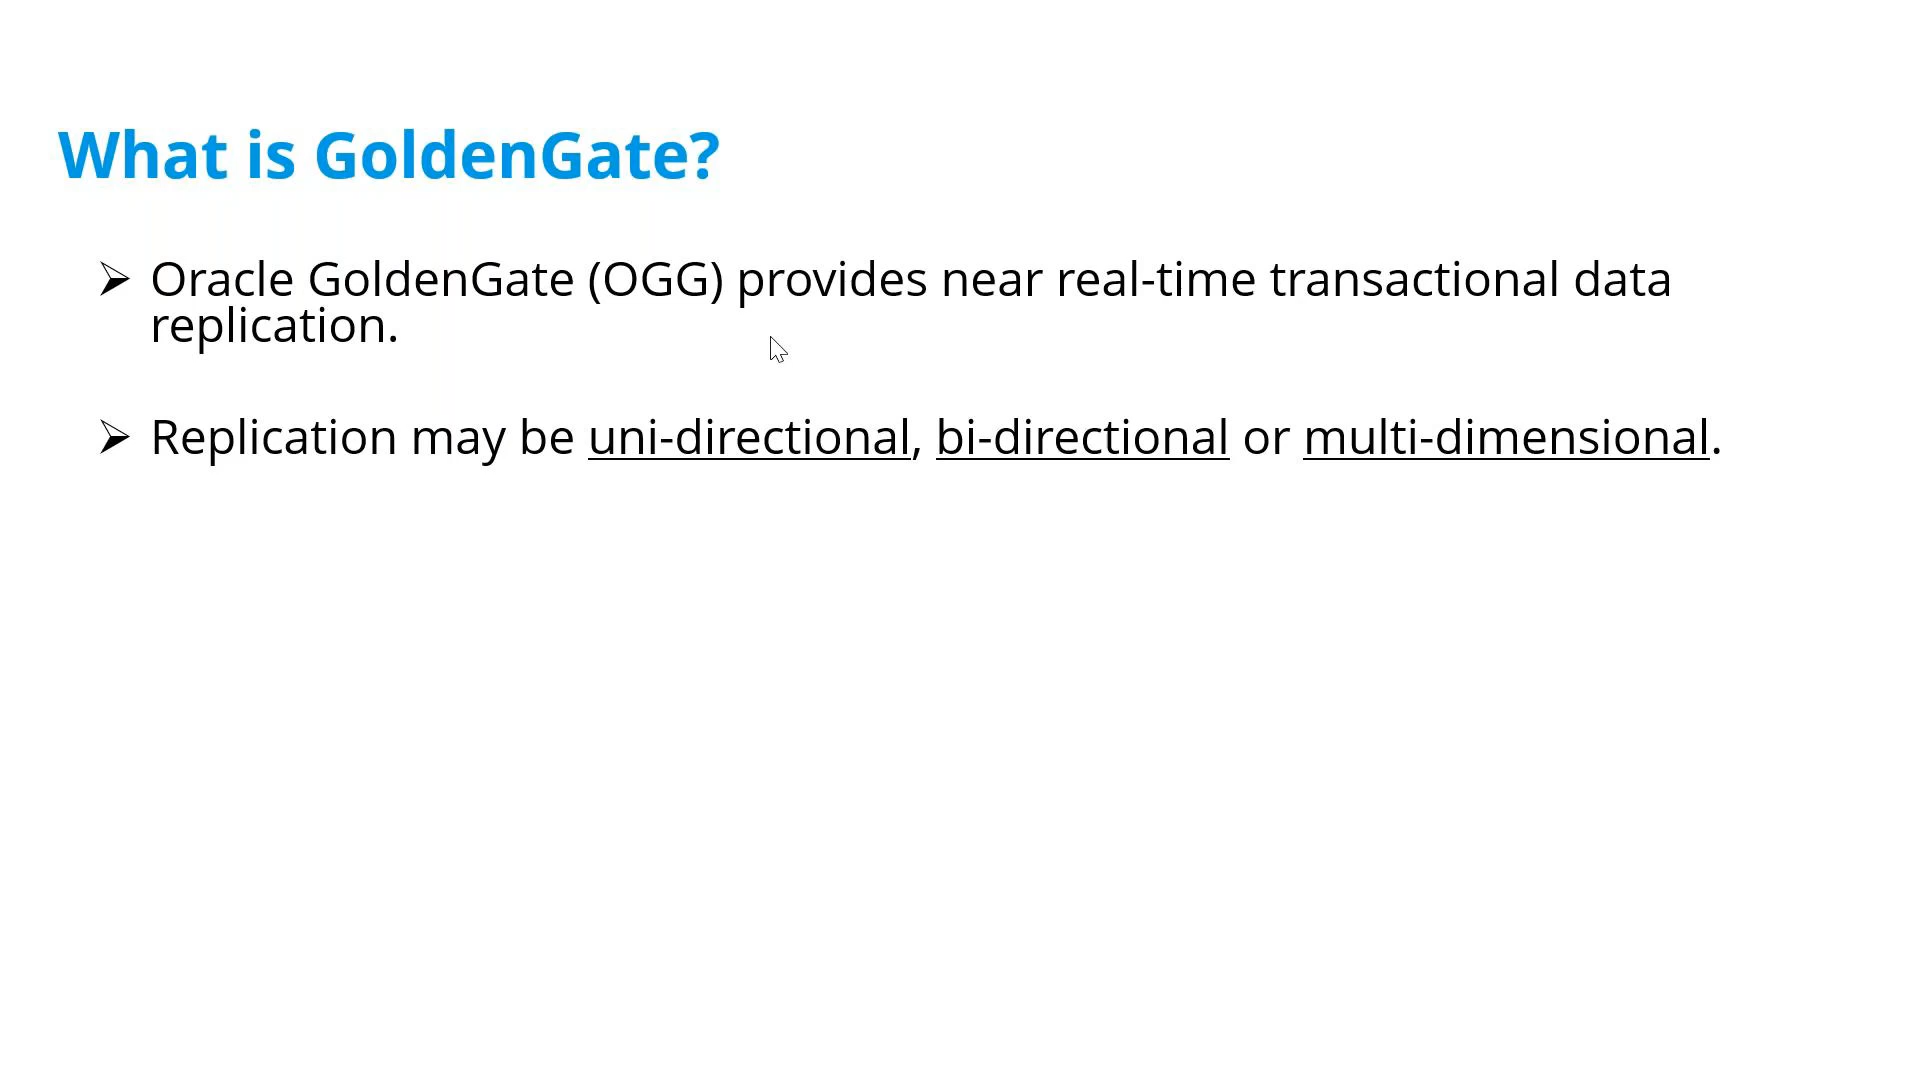 What is GoldenGate?
➢ Oracle GoldenGate (OGG) provides near real-time transactional data
replication.
➢ Replication may be uni-directional, bi-directional or multi-dimensional.